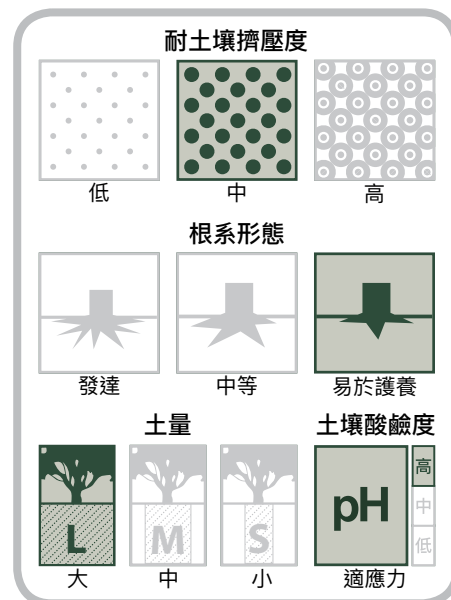 耐土壤擠壓度
低 中 高
根系形態
發達 中等 易於護養
土量 土壤酸鹼度
L M S pH 高
中
低
大 中 小 適應力